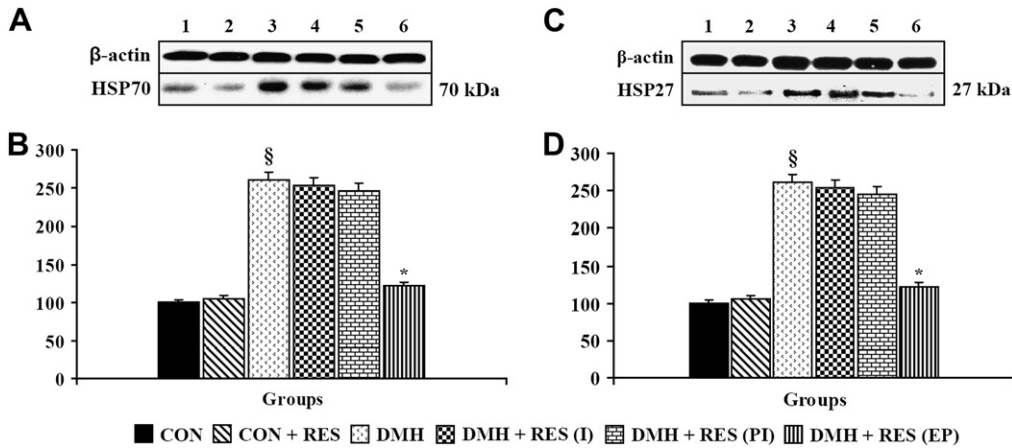 A
1 2 3 4 5 6
β-actin
HSP70
70 kDa
C
1 2 3 4 5 6
β-actin
HSP27
27 kDa
B
300
250
200
150
100
50
0
§
*
Groups
D
300
250
200
150
100
50
0
§
*
Groups
CON CON + RES DMH DMH + RES (I) DMH + RES (PI) DMH + RES (EP)